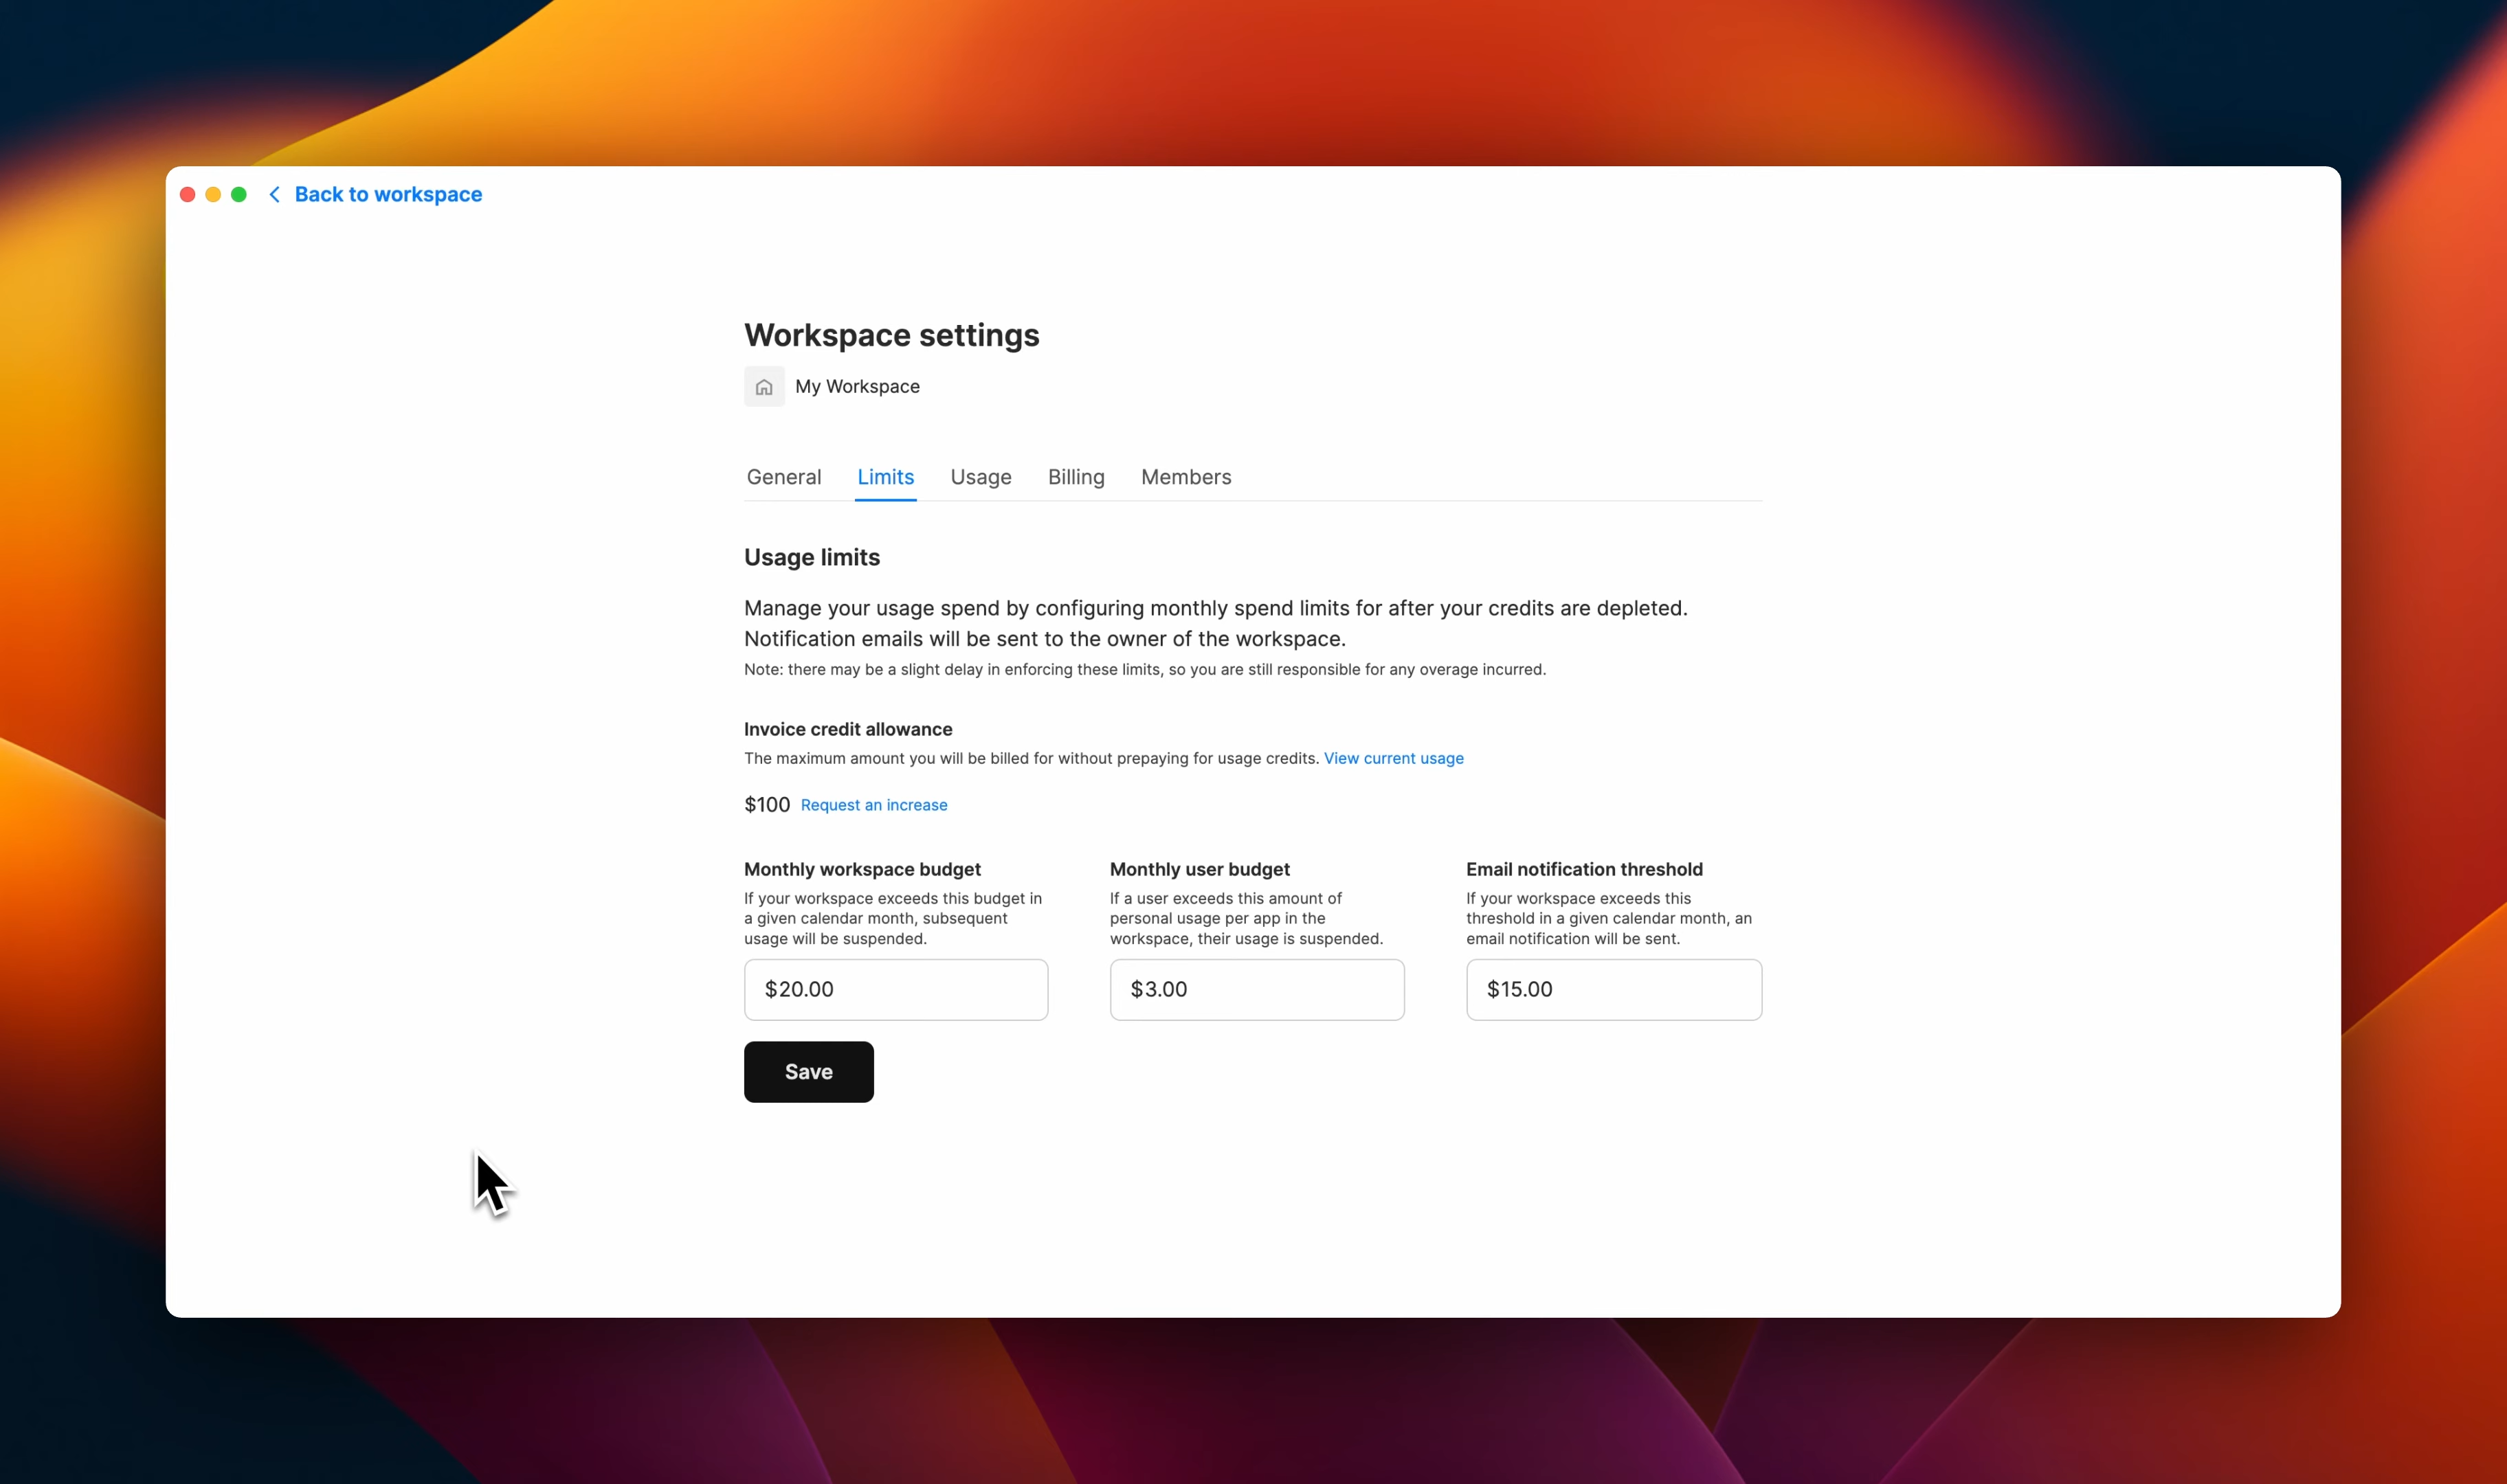 Back to workspace
Workspace settings
My Workspace
General Limits Usage Billing Members
Usage limits
Manage your usage spend by configuring monthly spend limits for after your credits are depleted.
Notification emails will be sent to the owner of the workspace.
Note: there may be a slight delay in enforcing these limits, so you are still responsible for any overage incurred.
Invoice credit allowance
The maximum amount you will be billed for without prepaying for usage credits. View current usage
$100 Request an increase
Monthly workspace budget
If your workspace exceeds this budget in
a given calendar month, subsequent
usage will be suspended.
$20.00
Monthly user budget
If a user exceeds this amount of
personal usage per app in the
workspace, their usage is suspended.
$3.00
Email notification threshold
If your workspace exceeds this
threshold in a given calendar month, an
email notification will be sent.
$15.00
Save